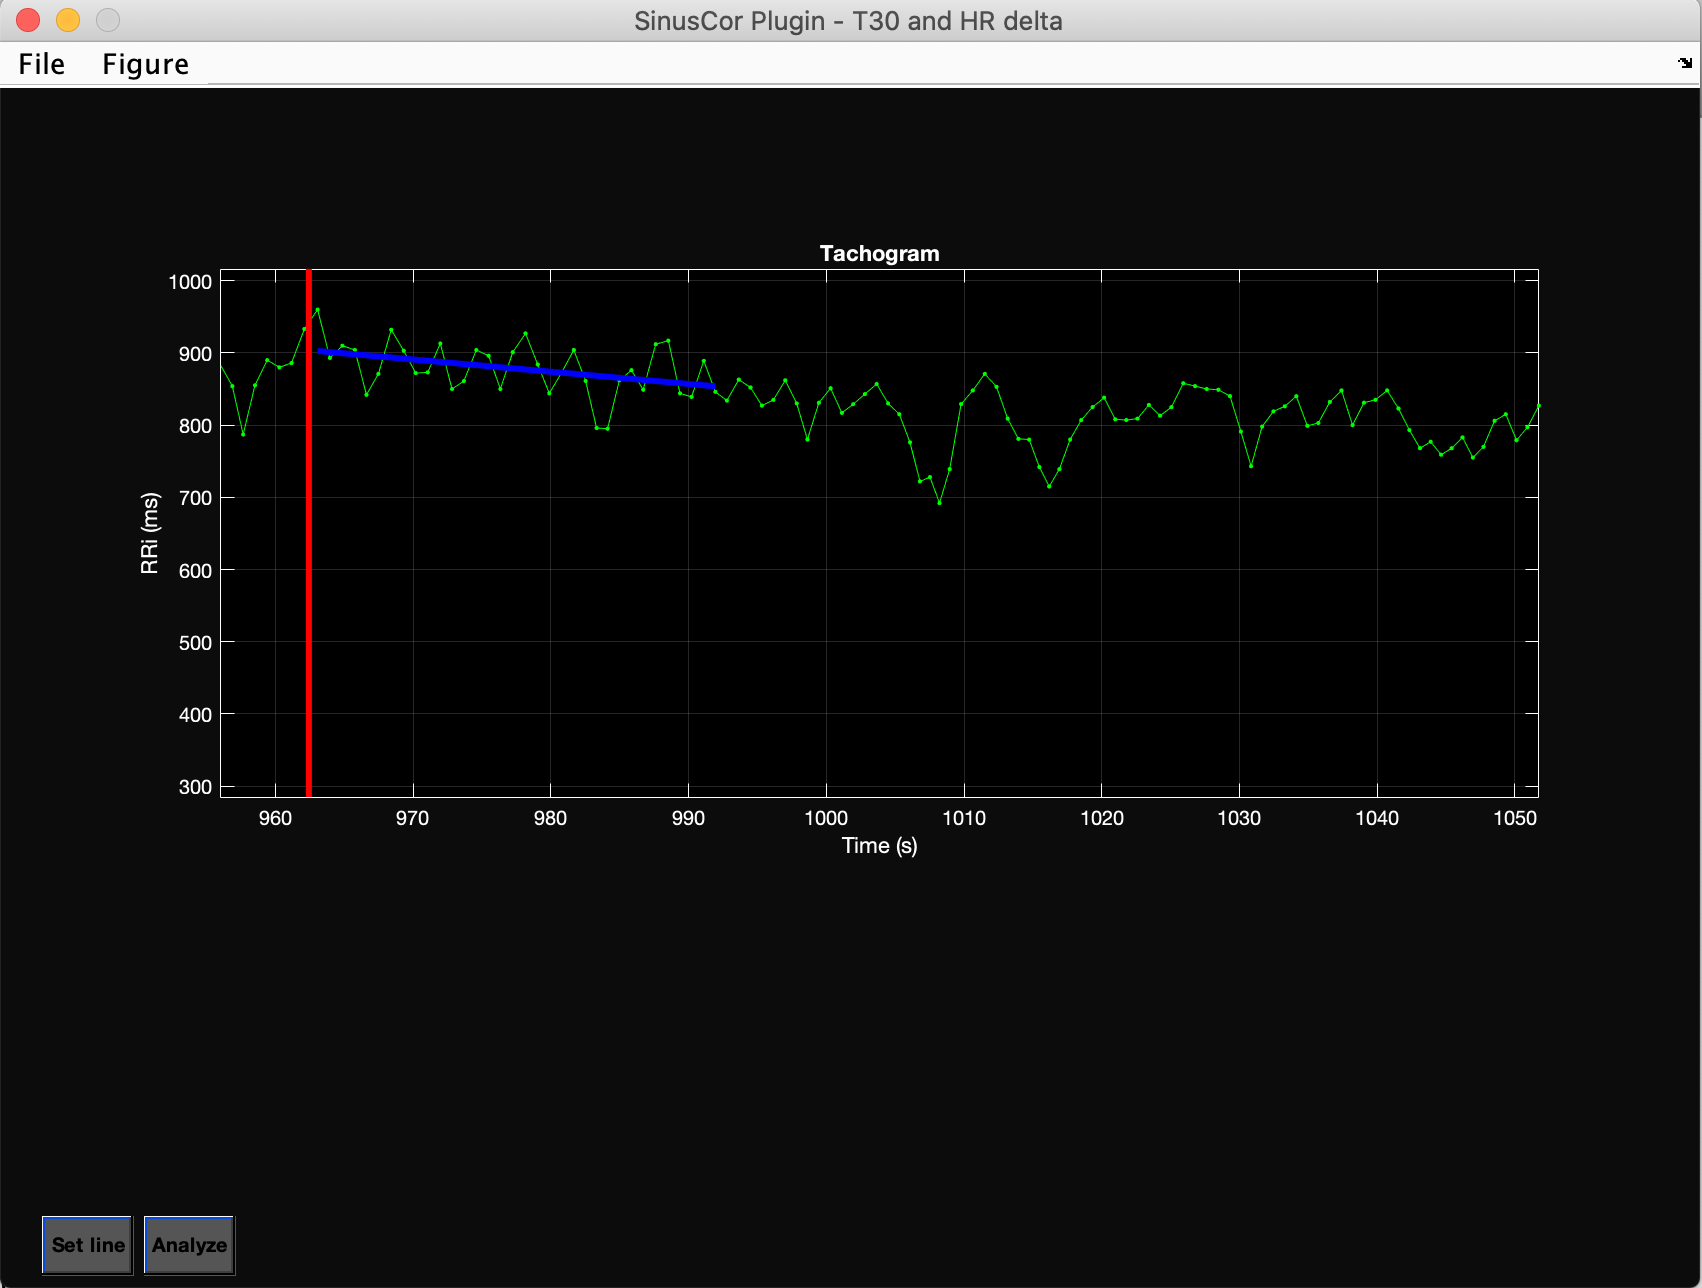 SinusCor Plugin - T30 and HR delta
File Figure
Tachogram
1000
900
800
700
600
500
400
300
RRi (ms)
960 970 980 990 1000 1010 1020 1030 1040 1050
Time (s)
Set line Analyze